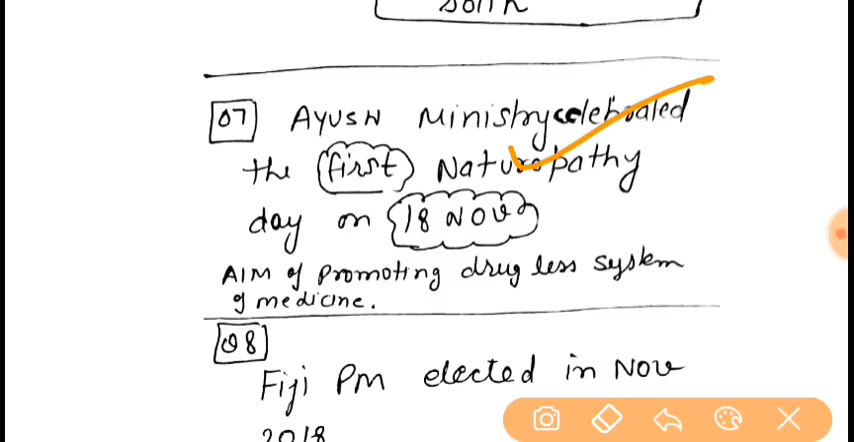 07 AYUSH Ministry celebrated
the first Naturopathy
day on 18 NOV
AIM of promoting drug less system
of medicine.
08
Fiji PM elected in Nov
2018